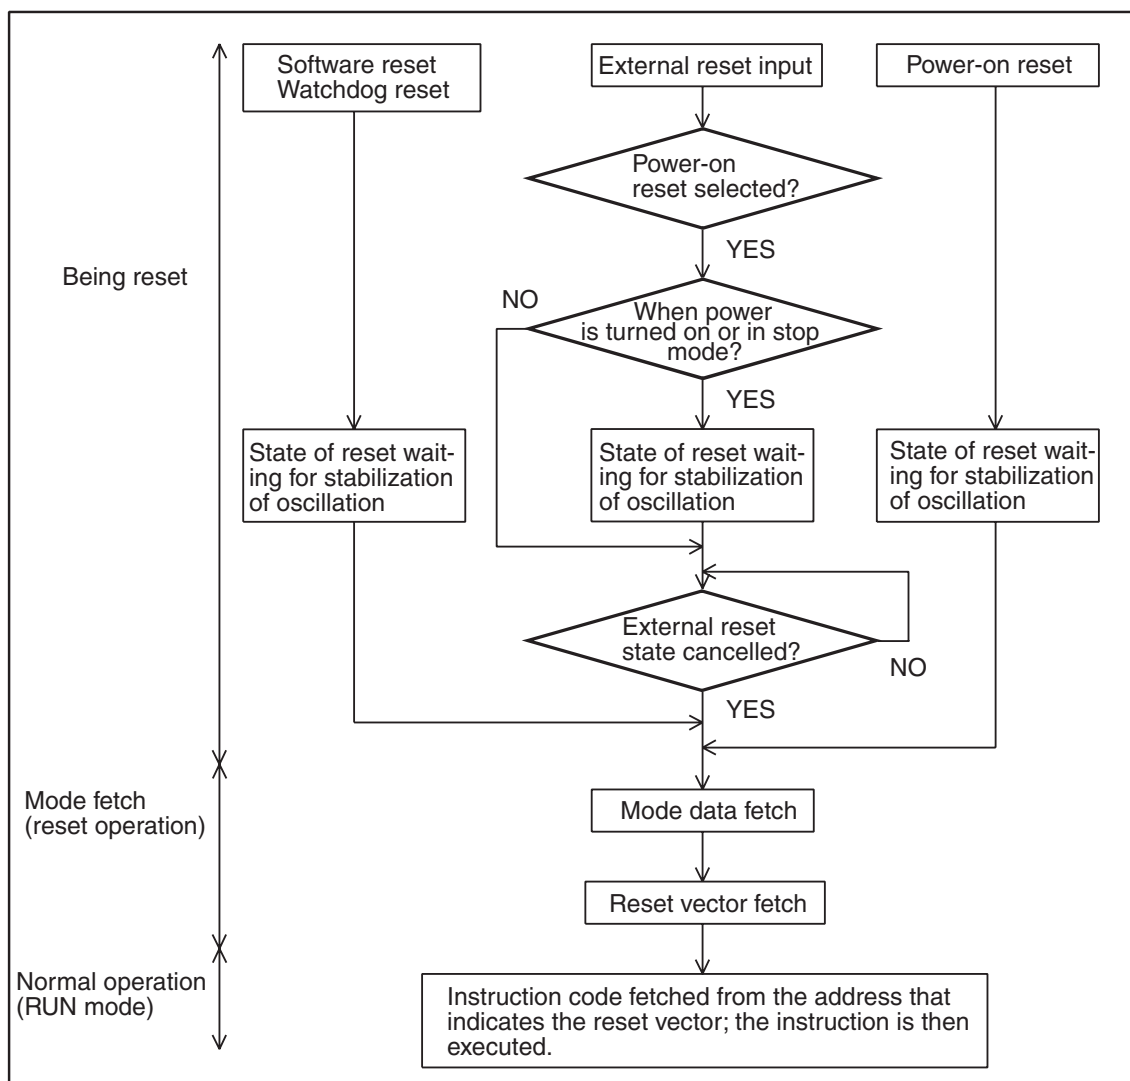 Software reset
Watchdog reset
External reset input
Power-on reset
Power-on
reset selected?
YES
Being reset
NO
When power
is turned on or in stop
mode?
YES
State of reset wait-
ing for stabilization
of oscillation
State of reset wait-
ing for stabilization
of oscillation
State of reset wait-
ing for stabilization
of oscillation
External reset
state cancelled?
NO
YES
Mode fetch
(reset operation)
Mode data fetch
Reset vector fetch
Normal operation
(RUN mode)
Instruction code fetched from the address that
indicates the reset vector; the instruction is then
executed.